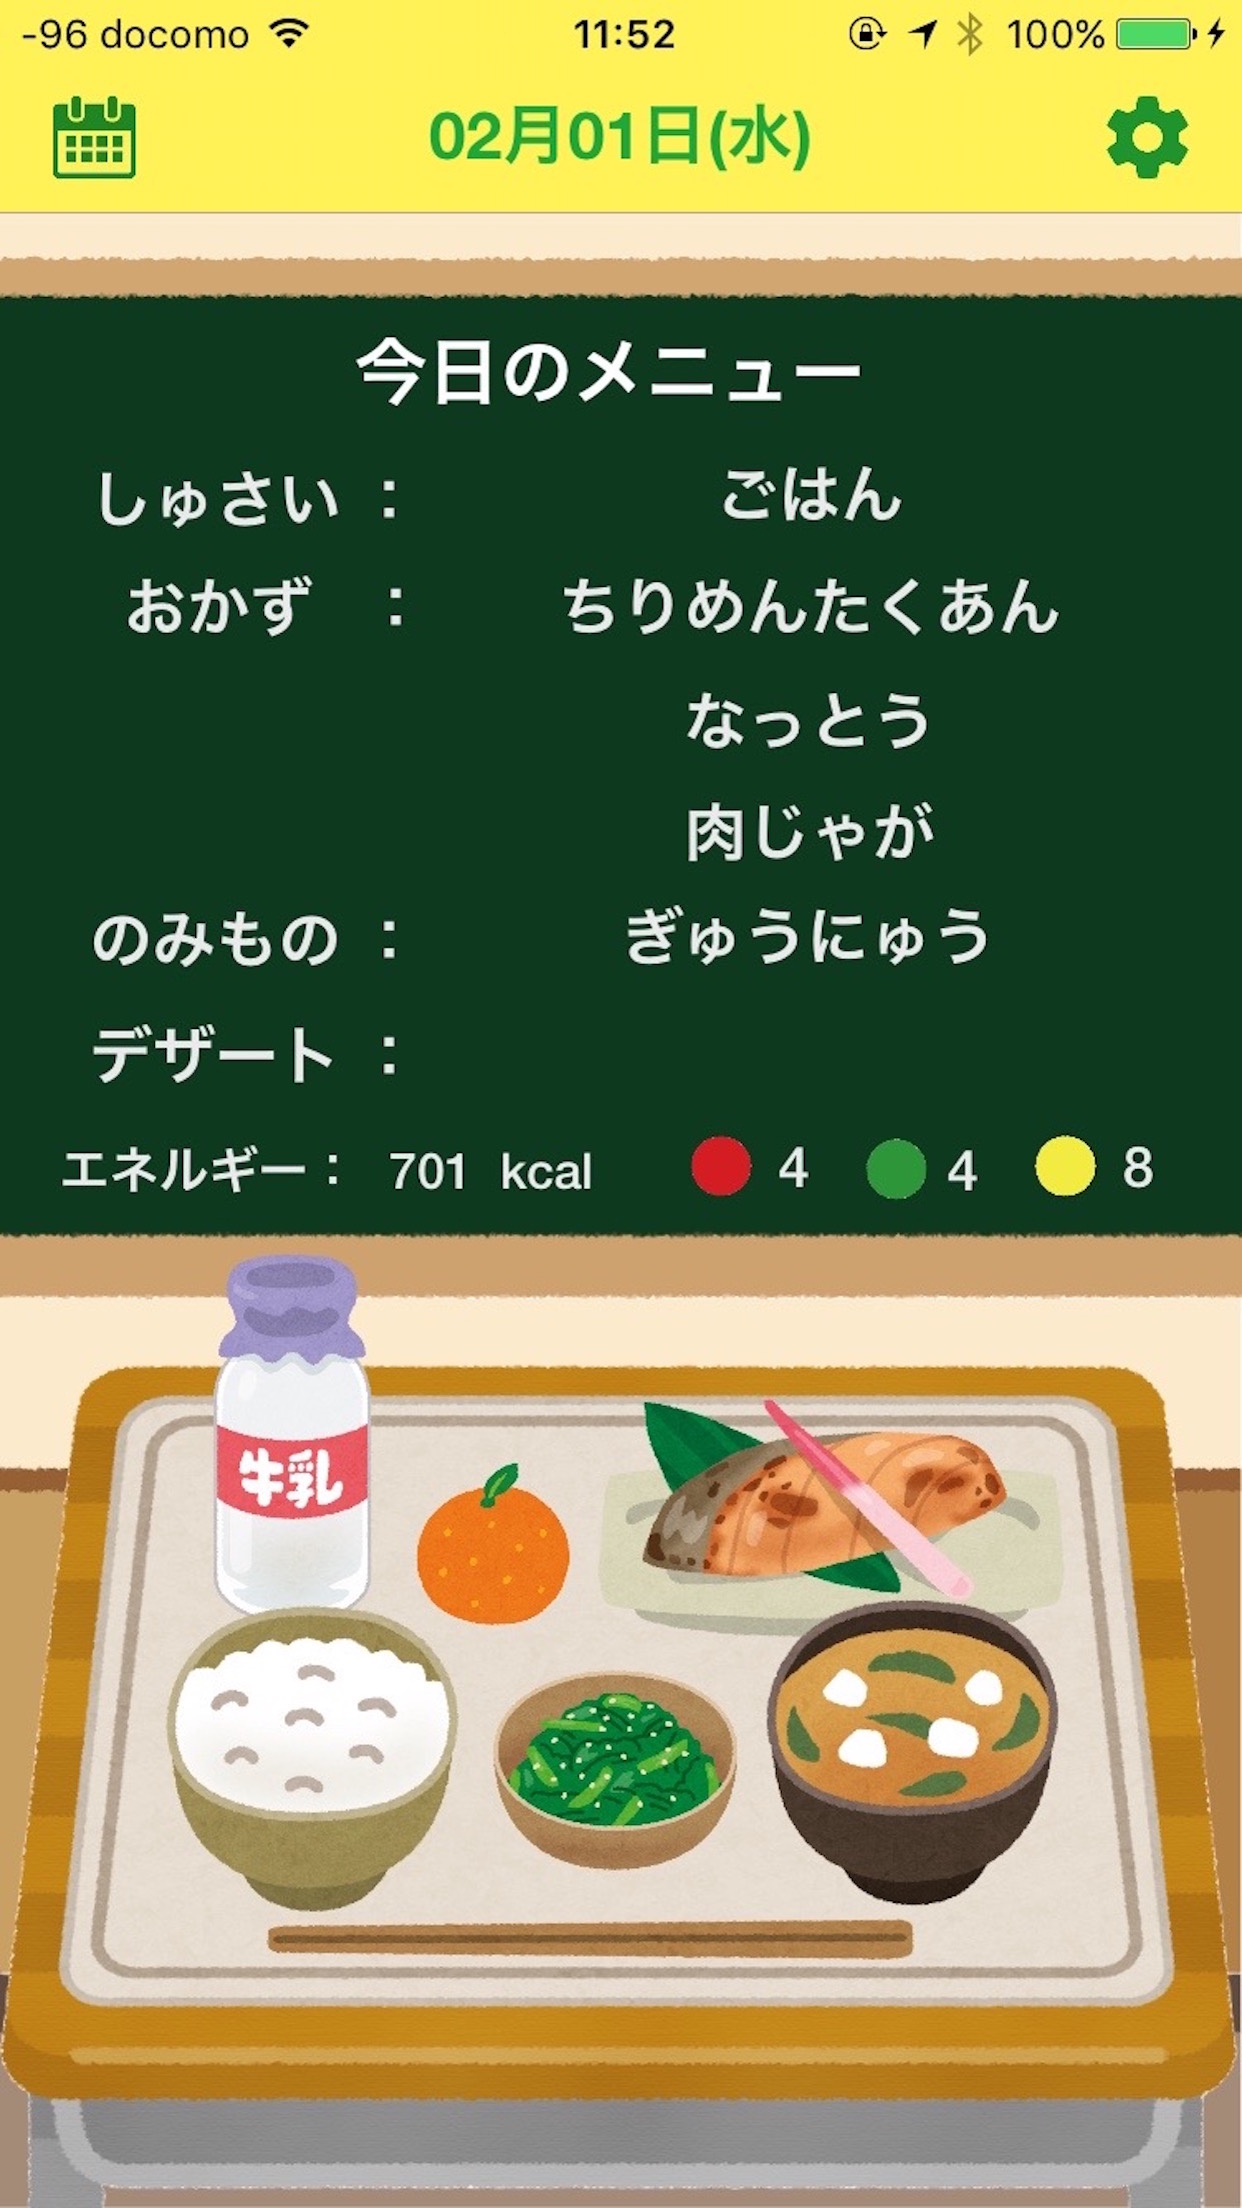 -96 docomo 11:52 100%
02月01日(水)
今日のメニュー
しゅさい : ごはん
おかず : ちりめんたくあん
なっとう
肉じゃが
のみもの : ぎゅうにゅう
デザート :
エネルギー: 701 kcal 4 4 8
牛乳